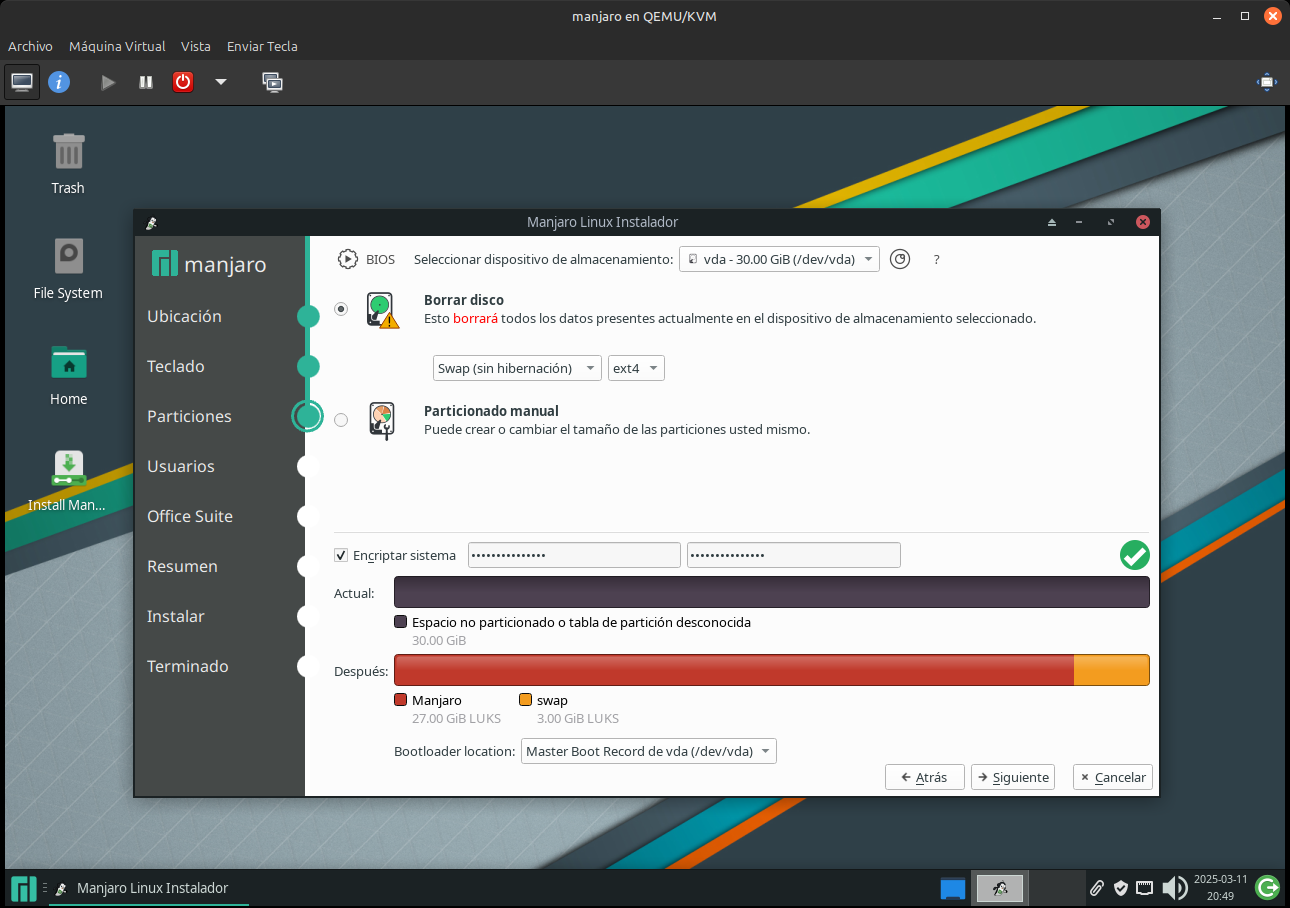 manjaro en QEMU/KVM
Archivo Máquina Virtual Vista Enviar Tecla
Trash
File System
Home
Install Man...
Manjaro Linux Instalador
manjaro
Ubicación
Teclado
Particiones
Usuarios
Office Suite
Resumen
Instalar
Terminado
BIOS Seleccionar dispositivo de almacenamiento: vda - 30.00 GiB (/dev/vda) ?
Borrar disco
Esto borrará todos los datos presentes actualmente en el dispositivo de almacenamiento seleccionado.
Swap (sin hibernación) ext4
Particionado manual
Puede crear o cambiar el tamaño de las particiones usted mismo.
Encriptar sistema ••••••••••••••• •••••••••••••••
Actual:
Espacio no particionado o tabla de partición desconocida
30.00 GiB
Después:
Manjaro swap
27.00 GiB LUKS 3.00 GiB LUKS
Bootloader location: Master Boot Record de vda (/dev/vda)
Atrás Siguiente Cancelar
Manjaro Linux Instalador
2025-03-11
20:49